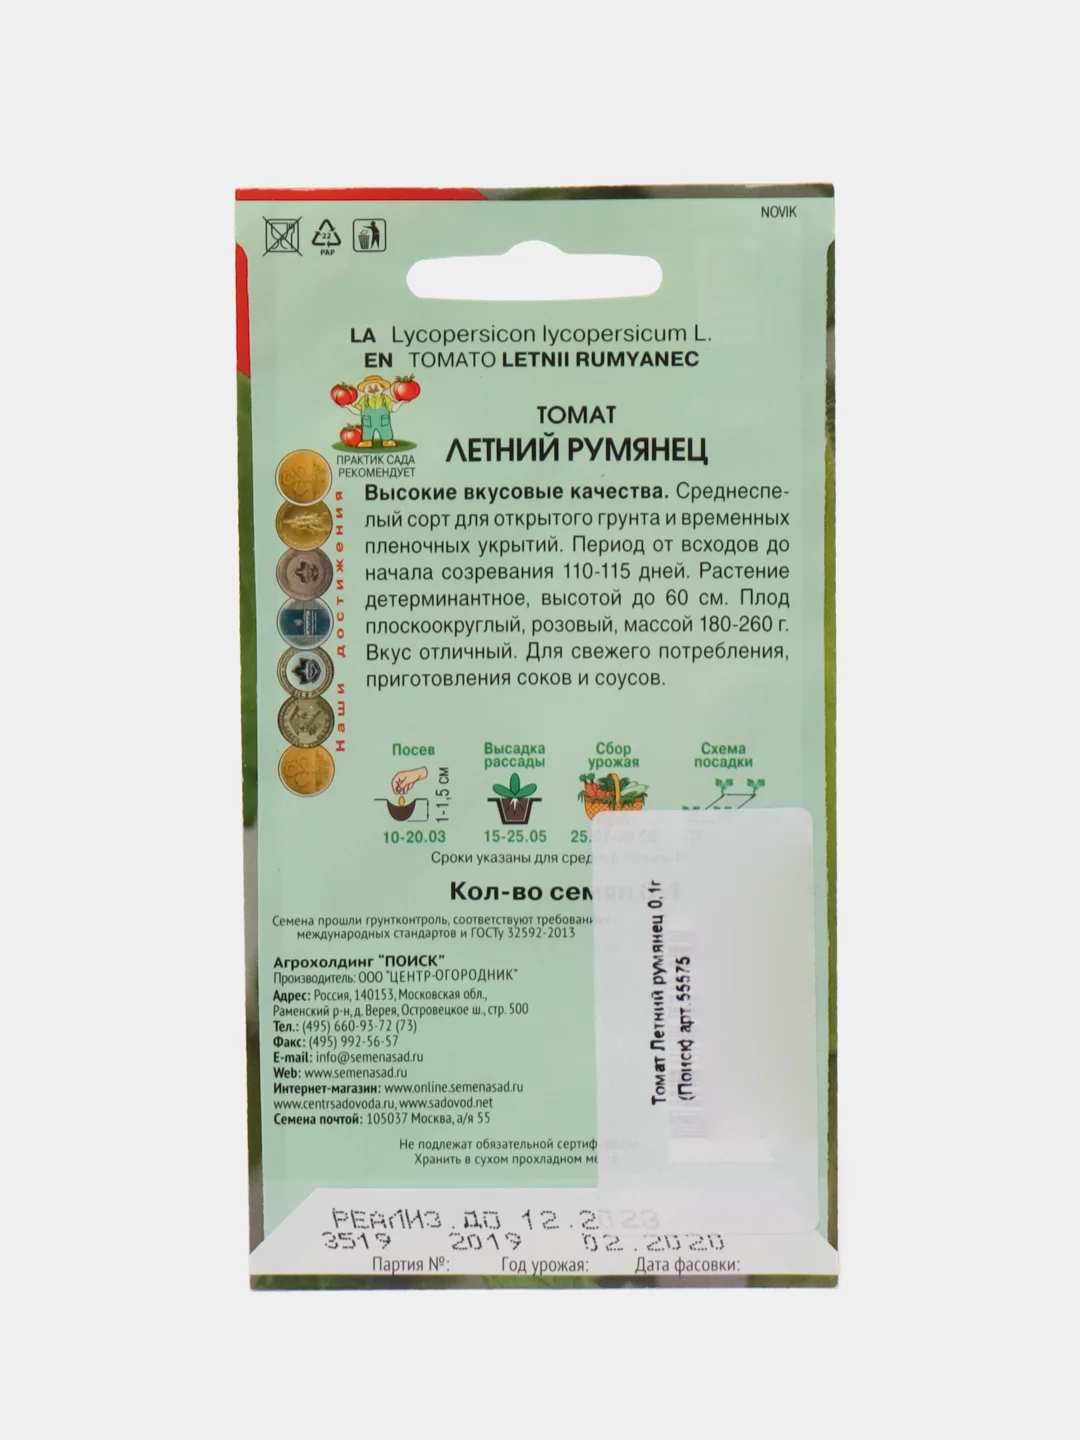 NOVIK
22
PAP
LA Lycopersicon lycopersicum L.
EN TOMATO LETNII RUMYANEC
ТОМАТ
ЛЕТНИЙ РУМЯНЕЦ
ПРАКТИК САДА
РЕКОМЕНДУЕТ
Наши достижения
Высокие вкусовые качества. Среднеспе-
лый сорт для открытого грунта и временных
пленочных укрытий. Период от всходов до
начала созревания 110-115 дней. Растение
детерминантное, высотой до 60 см. Плод
плоскоокруглый, розовый, массой 180-260 г.
Вкус отличный. Для свежего потребления,
приготовления соков и соусов.
Посев
Высадка рассады
Сбор урожая
Схема посадки
1-1,5 см
10-20.03
15-25.05
25.
Сроки указаны для сред
Кол-во семян
Семена прошли грунтконтроль, соответствуют требовани
международных стандартов и ГОСТу 32592-2013
Агрохолдинг "ПОИСК"
Производитель: ООО "ЦЕНТР-ОГОРОДНИК"
Адрес: Россия, 140153, Московская обл.,
Раменский р-н, д. Верея, Островецкое ш., стр. 500
Тел.: (495) 660-93-72 (73)
Факс: (495) 992-56-57
E-mail: info@semenasad.ru
Web: www.semenasad.ru
Интернет-магазин: www.online.semenasad.ru
www.centrsadovoda.ru, www.sadovod.net
Семена почтой: 105037 Москва, а/я 55
Не подлежат обязательной сертиф
Хранить в сухом прохладном ме
Томат Летний румянец 0,1г
(Поиск) арт.55575
РЕАЛИЗ.ДО 12.2023
3519 2019 02.2020
Партия №: Год урожая: Дата фасовки: